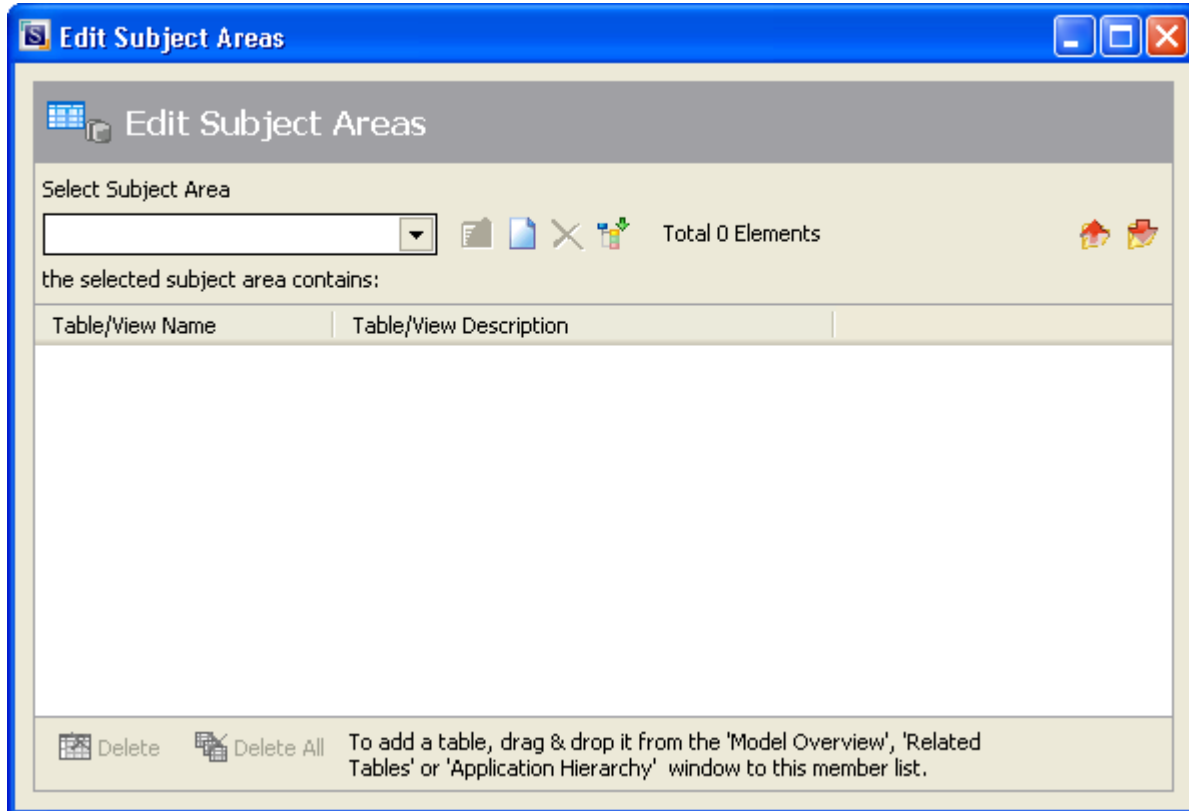 Edit Subject Areas
Edit Subject Areas
Select Subject Area
Total 0 Elements
the selected subject area contains:
Table/View Name Table/View Description
Delete Delete All To add a table, drag & drop it from the 'Model Overview', 'Related
Tables' or 'Application Hierarchy' window to this member list.